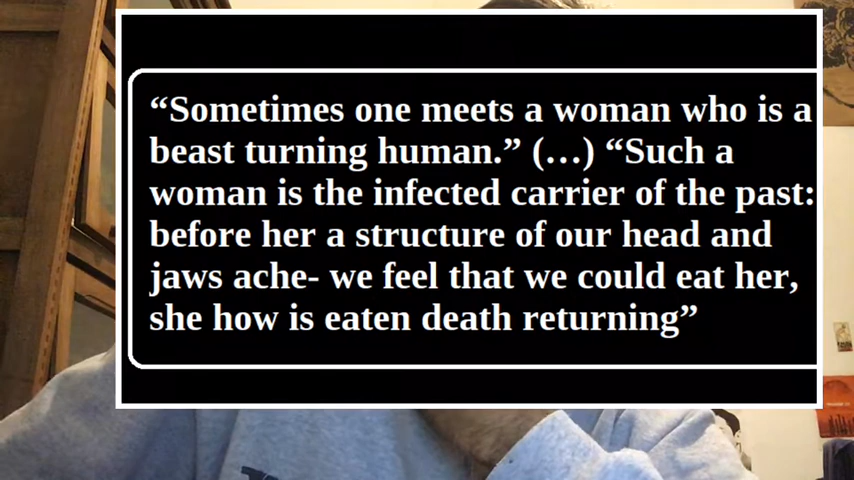 “Sometimes one meets a woman who is a
beast turning human.” (…) “Such a
woman is the infected carrier of the past:
before her a structure of our head and
jaws ache- we feel that we could eat her,
she how is eaten death returning”